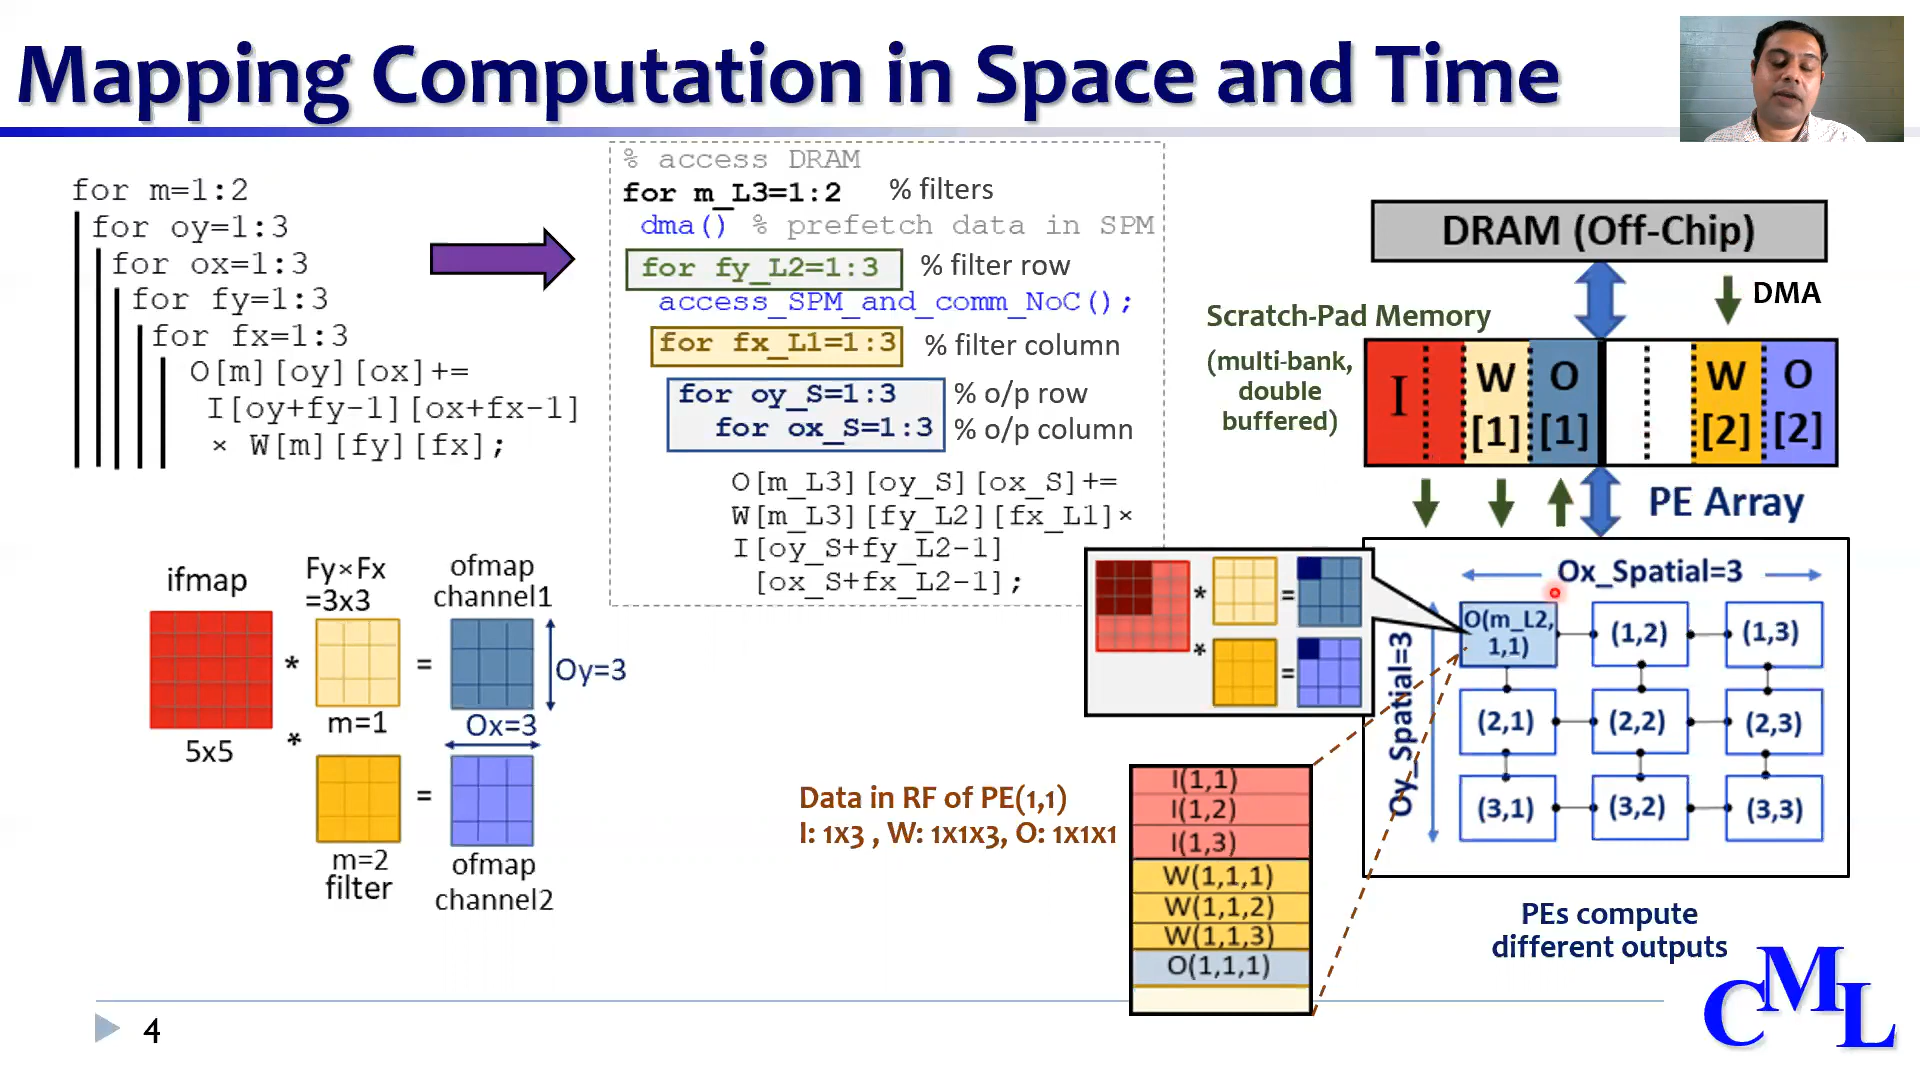 Mapping Computation in Space and Time
for m=1:2
for oy=1:3
for ox=1:3
for fy=1:3
for fx=1:3
O[m][oy][ox]+=
I[oy+fy-1][ox+fx-1]
× W[m][fy][fx];
% access DRAM
for m_L3=1:2 % filters
dma() % prefetch data in SPM
for fy_L2=1:3 % filter row
access_SPM_and_comm_NoC();
for fx_L1=1:3 % filter column
for oy_S=1:3 % o/p row
for ox_S=1:3 % o/p column
O[m_L3][oy_S][ox_S]+=
W[m_L3][fy_L2][fx_L1]×
I[oy_S+fy_L2-1]
[ox_S+fx_L2-1];
DRAM (Off-Chip)
DMA
Scratch-Pad Memory
(multi-bank,
double
buffered)
I
W
[1]
O
[1]
W
[2]
O
[2]
PE Array
Ox_Spatial=3
Oy_Spatial=3
O(m_L2,
1,1)
(1,2)
(1,3)
(2,1)
(2,2)
(2,3)
(3,1)
(3,2)
(3,3)
* =
* =
ifmap
5x5
Fy×Fx
=3x3
ofmap
channel1
* =
m=1
Oy=3
Ox=3
* =
m=2
filter
ofmap
channel2
Data in RF of PE(1,1)
I: 1x3 , W: 1x1x3, O: 1x1x1
I(1,1)
I(1,2)
I(1,3)
W(1,1,1)
W(1,1,2)
W(1,1,3)
O(1,1,1)
PEs compute
different outputs
CML
4